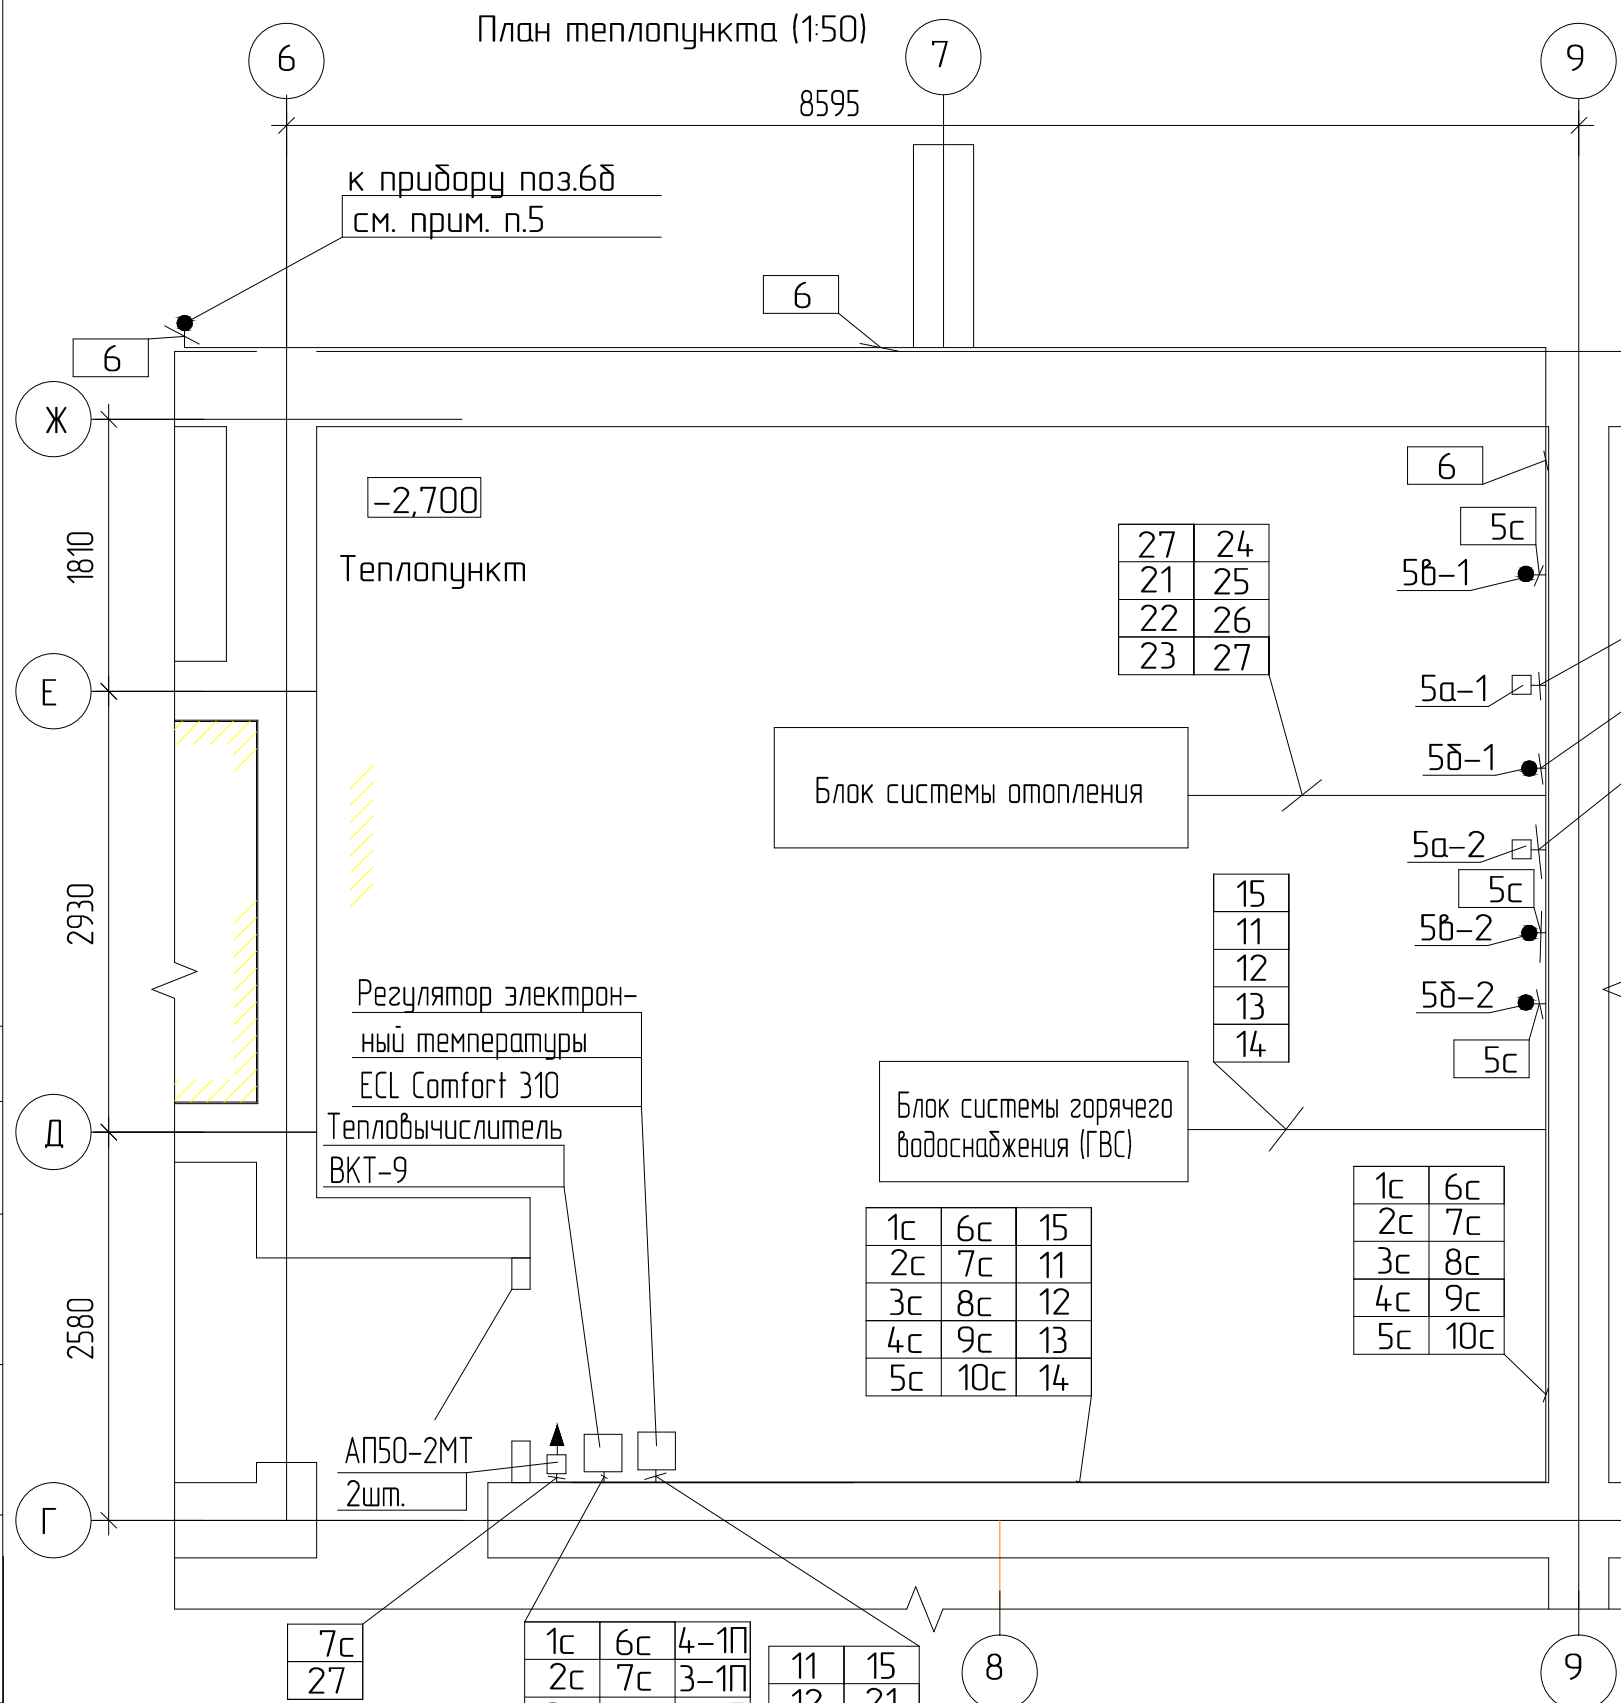 План теплопункта (1:50)
6
7
9
8595
к прибору поз.6б
см. прим. п.5
6
6
Ж
6
-2,700
5с
27 24
21 25
22 26
23 27
1810
Теплопункт
5в-1
Е
5а-1
5б-1
Блок системы отопления
5а-2
15
11
12
13
14
5с
2930
5в-2
5б-2
Регулятор электрон-
ный температуры
ECL Comfort 310
5с
Тепловычислитель
ВКТ-9
Блок системы горячего
водоснабжения (ГВС)
Д
1с 6с
2с 7с
3с 8с
4с 9с
5с 10с
1с 6с 15
2с 7с 11
3с 8с 12
4с 9с 13
5с 10с 14
2580
АП50-2МТ
2шт.
Г
7с
27
1с 6с 4-1П
2с 7с 3-1П
11 15
12 21
8
9